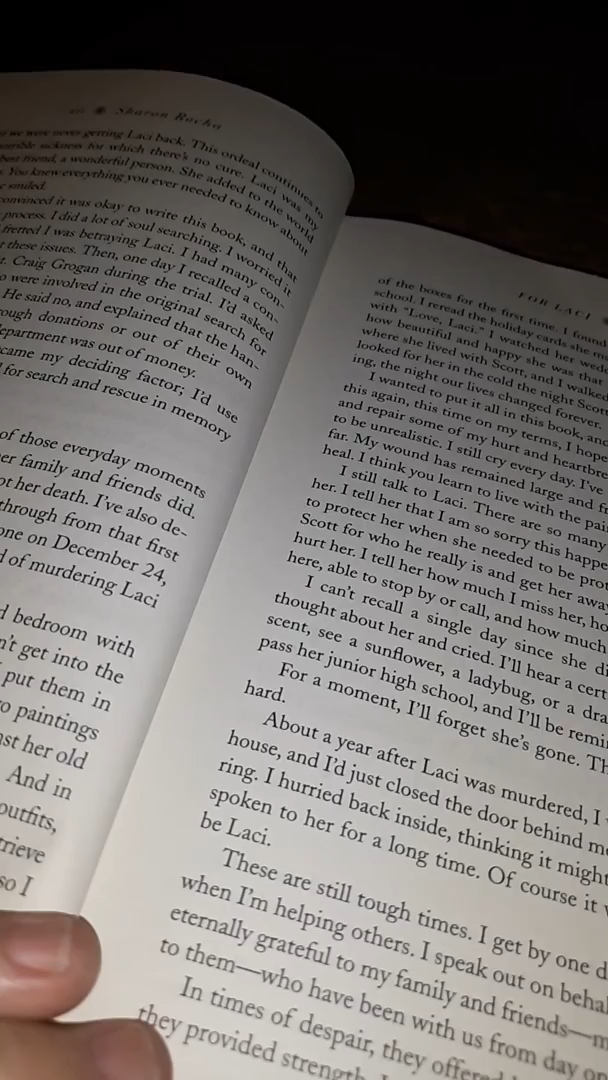 Sharon Rocha
we were never getting Laci back. This ordeal continues to
sickness for which there's no cure. Laci was my
best friend, a wonderful person. She added to the world
You knew everything you ever needed to know about
smiled.
convinced it was okay to write this book, and that
process. I did a lot of soul searching. I worried it
fretted I was betraying Laci. I had many con-
these issues. Then, one day I recalled a con-
Craig Grogan during the trial. I'd asked
were involved in the original search for
He said no, and explained that the han-
donations or out of their own
department was out of money.
came my deciding factor; I'd use
for search and rescue in memory
of those everyday moments
family and friends did.
not her death. I've also de-
through from that first
one on December 24,
of murdering Laci
bedroom with
get into the
put them in
paintings
her old
And in
outfits,
so I
FOR LACI
of the boxes for the first time. I found
school. I reread the holiday cards she
with "Love, Laci." I watched her
how beautiful and happy she was that
where she lived with Scott, and I walked
looked for her in the cold the night Scott
ing, the night our lives changed forever.
I wanted to put it all in this book, and
this again, this time on my terms, I hope
and repair some of my hurt and
to be unrealistic. I still cry every day. I've
far. My wound has remained large and
heal. I think you learn to live with the pain
I still talk to Laci. There are so many
her. I tell her that I am so sorry this
to protect her when she needed to be
Scott for who he really is and get her away
hurt her. I tell her how much I miss her,
here, able to stop by or call, and how much
I can't recall a single day since she
thought about her and cried. I'll hear a
scent, see a sunflower, a ladybug, or a
pass her junior high school, and I'll be
For a moment, I'll forget she's gone.
hard.
About a year after Laci was murdered, I
house, and I'd just closed the door behind
ring. I hurried back inside, thinking it might
spoken to her for a long time. Of course it
be Laci.
These are still tough times. I get by one
when I'm helping others. I speak out on
eternally grateful to my family and friends—
to them—who have been with us from day
In times of despair, they offered
they provided strength.